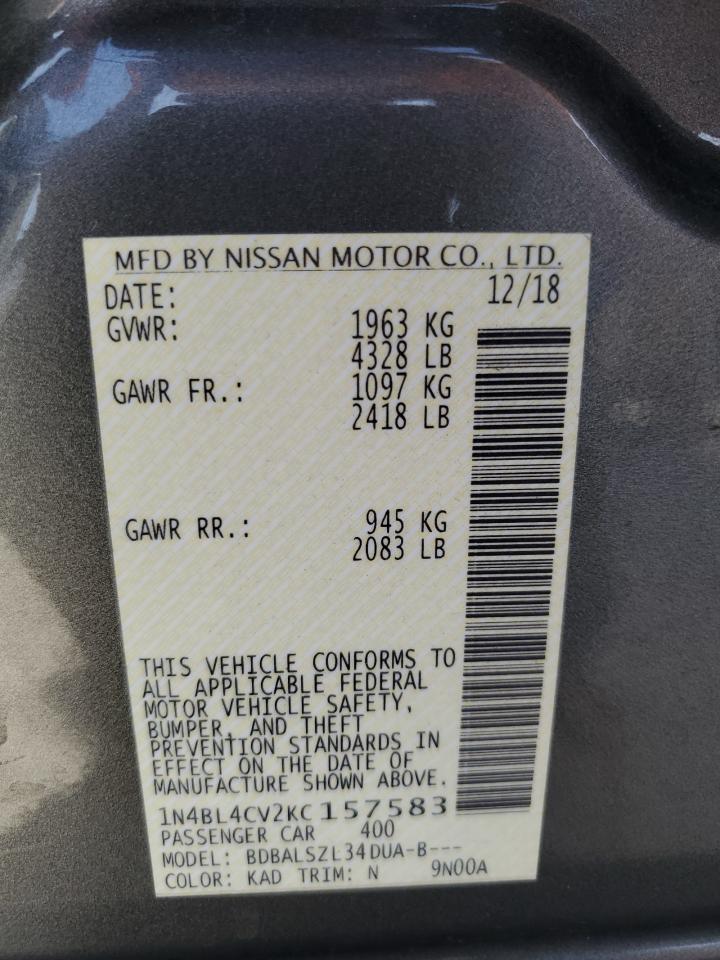 MFD BY NISSAN MOTOR CO., LTD.
DATE: 12/18
GVWR: 1963 KG
4328 LB
GAWR FR.: 1097 KG
2418 LB
GAWR RR.: 945 KG
2083 LB
THIS VEHICLE CONFORMS TO
ALL APPLICABLE FEDERAL
MOTOR VEHICLE SAFETY,
BUMPER, AND THEFT
PREVENTION STANDARDS IN
EFFECT ON THE DATE OF
MANUFACTURE SHOWN ABOVE.
1N4BL4CV2KC157583
PASSENGER CAR 400
MODEL: BDBALSZL34DUA-B---
COLOR: KAD TRIM: N 9N00A